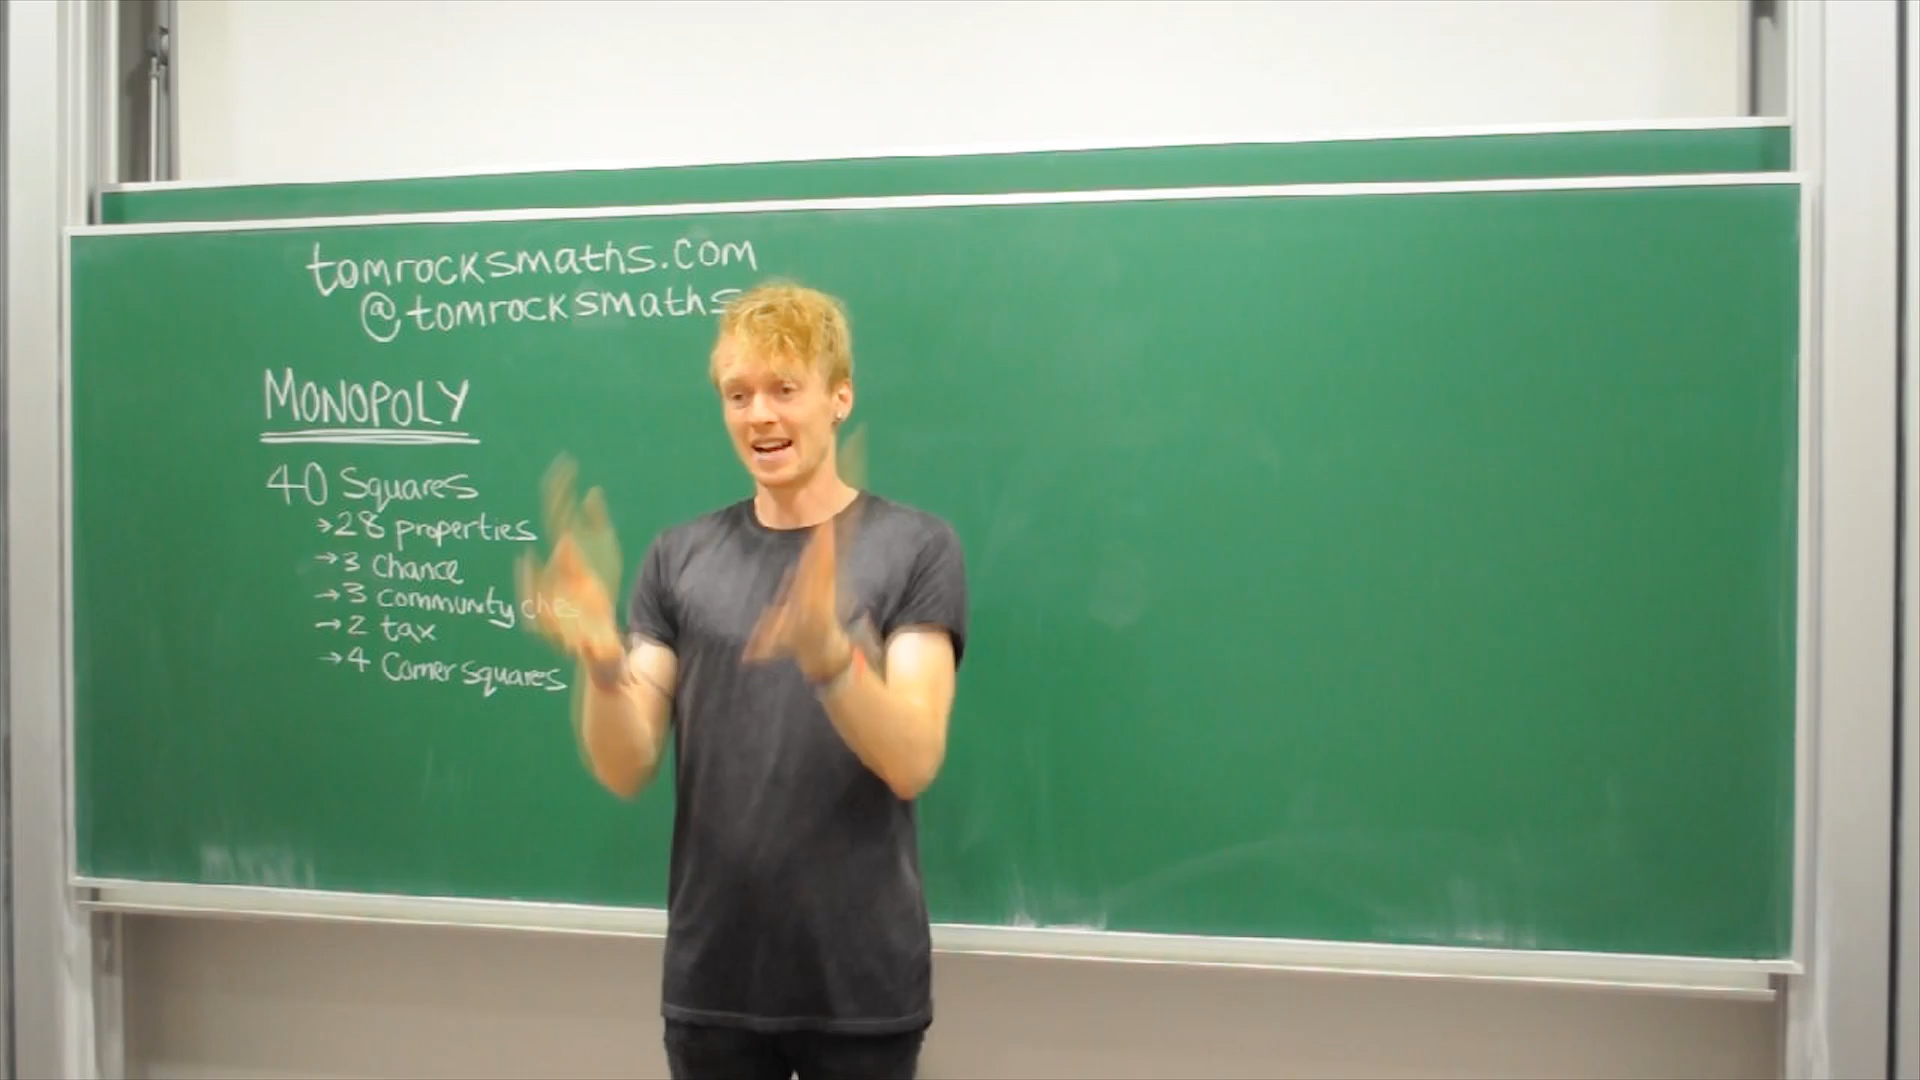 tomrocksmaths.com
@tomrocksmaths
MONOPOLY
40 Squares
→28 properties
→3 Chance
→3 community
→2 tax
→4 Corner squares